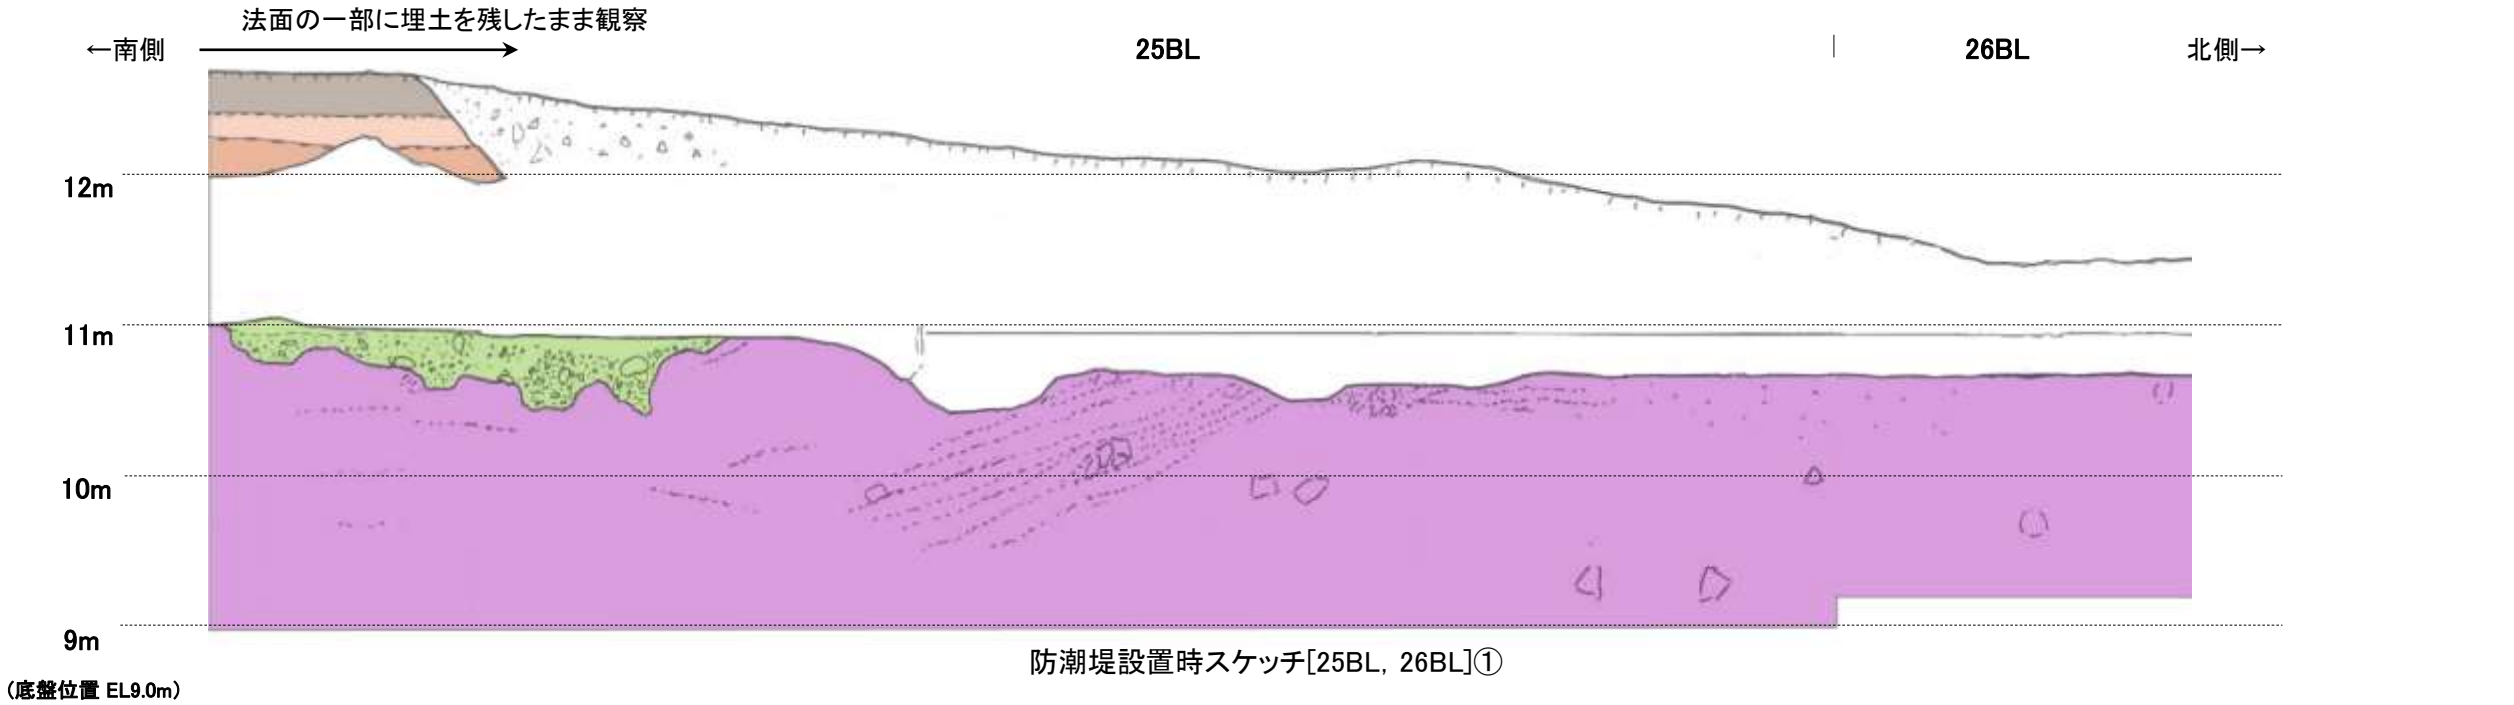 法面の一部に埋土を残したまま観察
←南側
25BL
26BL
北側→
12m
11m
10m
9m
防潮堤設置時スケッチ[25BL, 26BL]①
(底盤位置 EL9.0m)